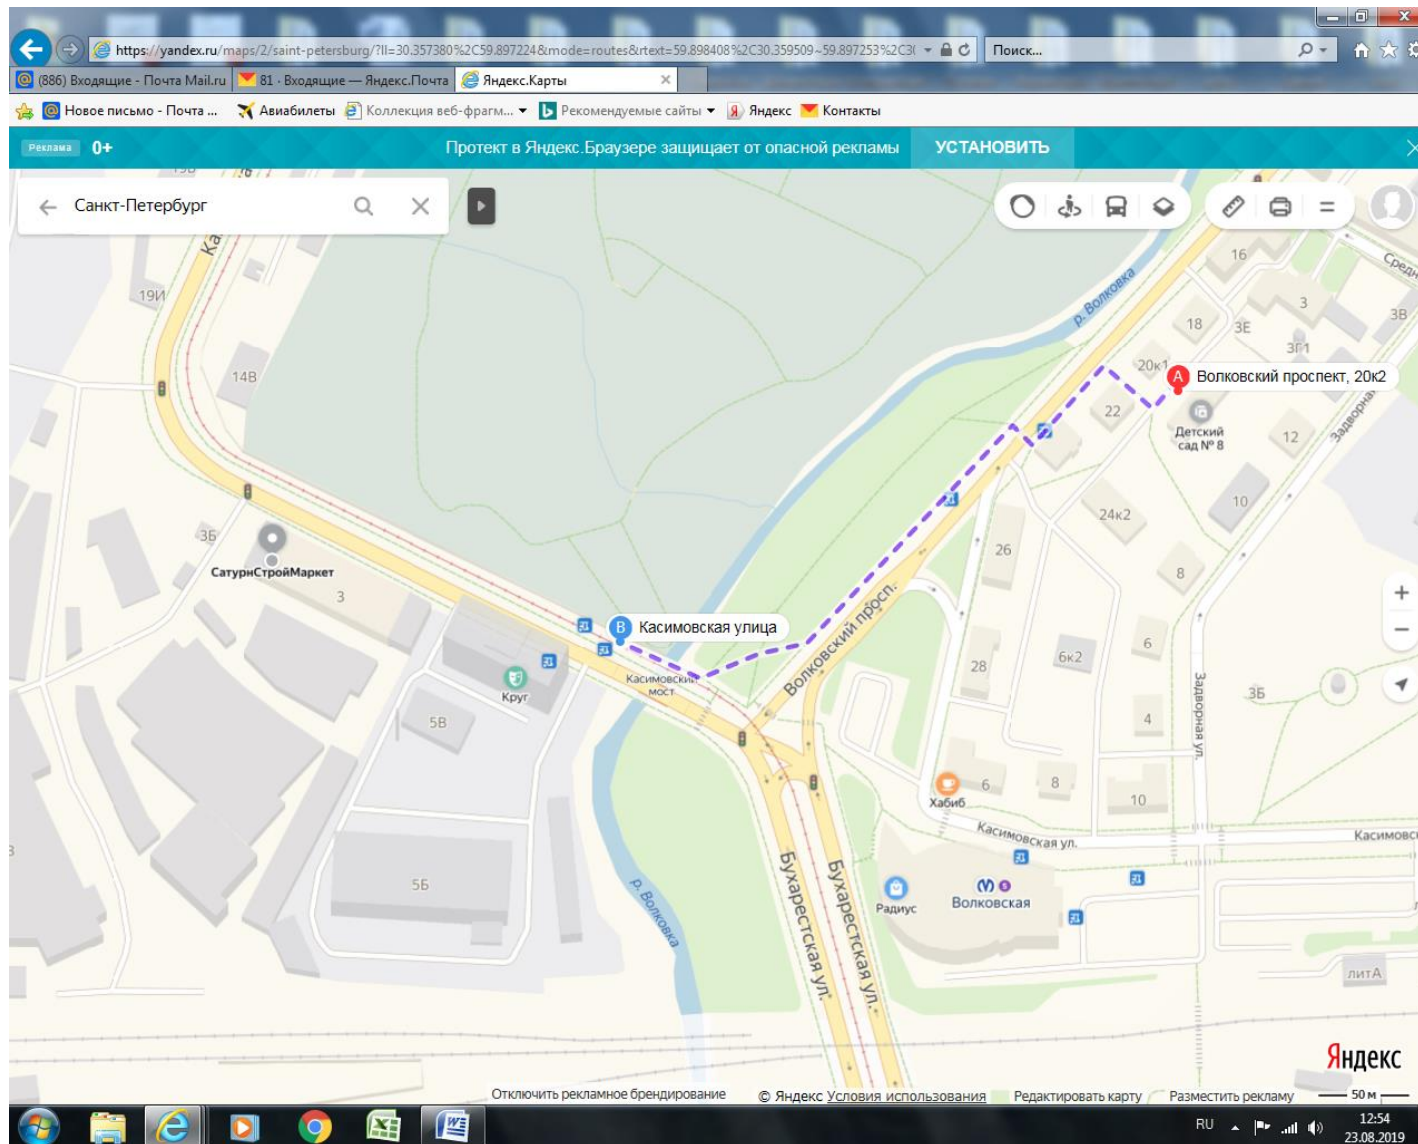 https://yandex.ru/maps/2/saint-petersburg/?ll=30.357380%2C59.897224&mode=routes&rtext=59.898408%2C30.359509~59.897253%2C3(
Поиск...
(886) Входящие - Почта Mail.ru
81 · Входящие — Яндекс.Почта
Яндекс.Карты
Новое письмо - Почта ...
Авиабилеты
Коллекция веб-фрагм...
Рекомендуемые сайты
Яндекс
Контакты
Реклама
0+
Протект в Яндекс.Браузере защищает от опасной рекламы
УСТАНОВИТЬ
Санкт-Петербург
19И
14В
3Б
СатурнСтройМаркет
3
Круг
5В
5Б
Касимовский
мост
B
Касимовская улица
р. Волковка
р. Волковка
16
18
3Е
3
3В
3Г1
20к1
A
Волковский проспект, 20к2
22
Детский
сад № 8
12
Задворная
10
24к2
26
8
Волковский просп.
28
6к2
6
4
Задворная ул.
3Б
Хабиб
6
8
10
Касимовская ул.
Касимовс
Радиус
Волковская
5
Бухарестская ул.
Бухарестская ул.
литА
Яндекс
Отключить рекламное брендирование
© Яндекс Условия использования
Редактировать карту
Разместить рекламу
50 м
RU
12:54
23.08.2019